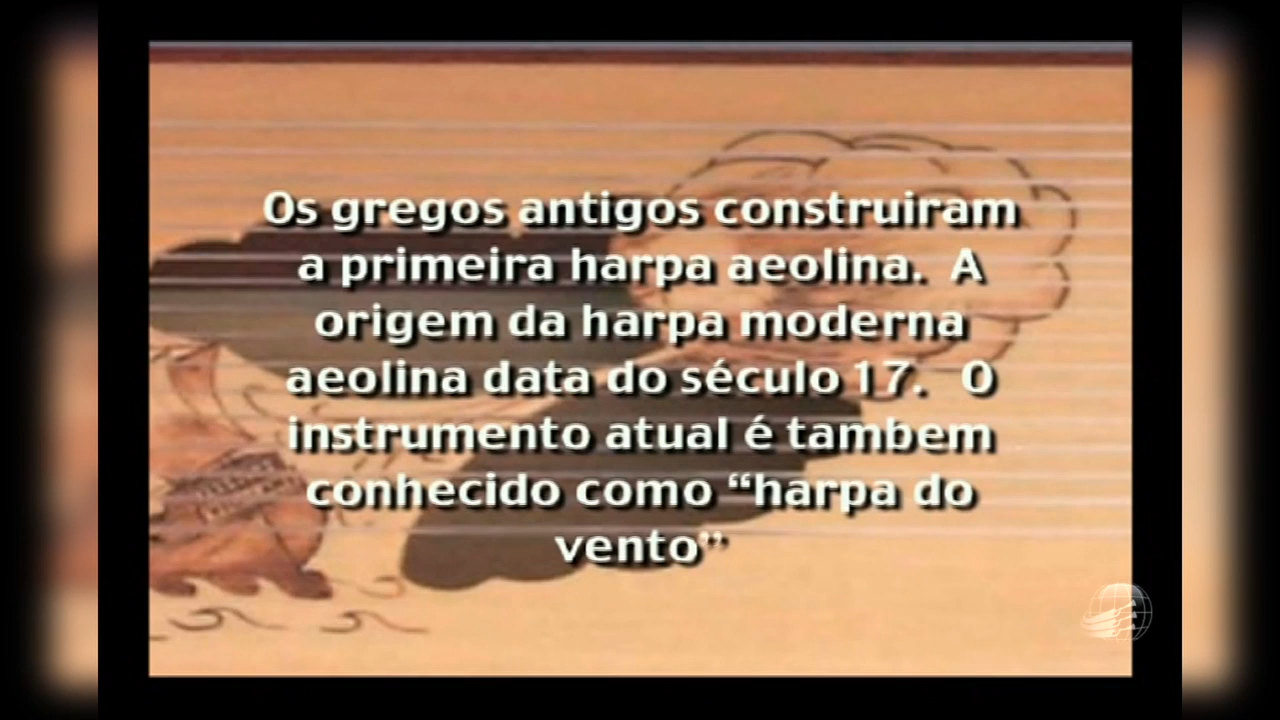 Os gregos antigos construiram
a primeira harpa aeolina. A
origem da harpa moderna
aeolina data do século 17. O
instrumento atual é tambem
conhecido como “harpa do
vento”